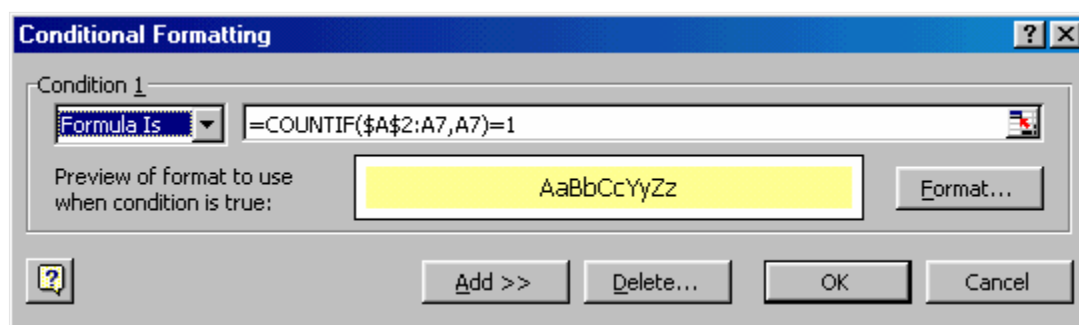 Conditional Formatting
Condition 1
Formula Is
=COUNTIF($A$2:A7,A7)=1
Preview of format to use
when condition is true:
AaBbCcYyZz
Format...
Add >>
Delete...
OK
Cancel